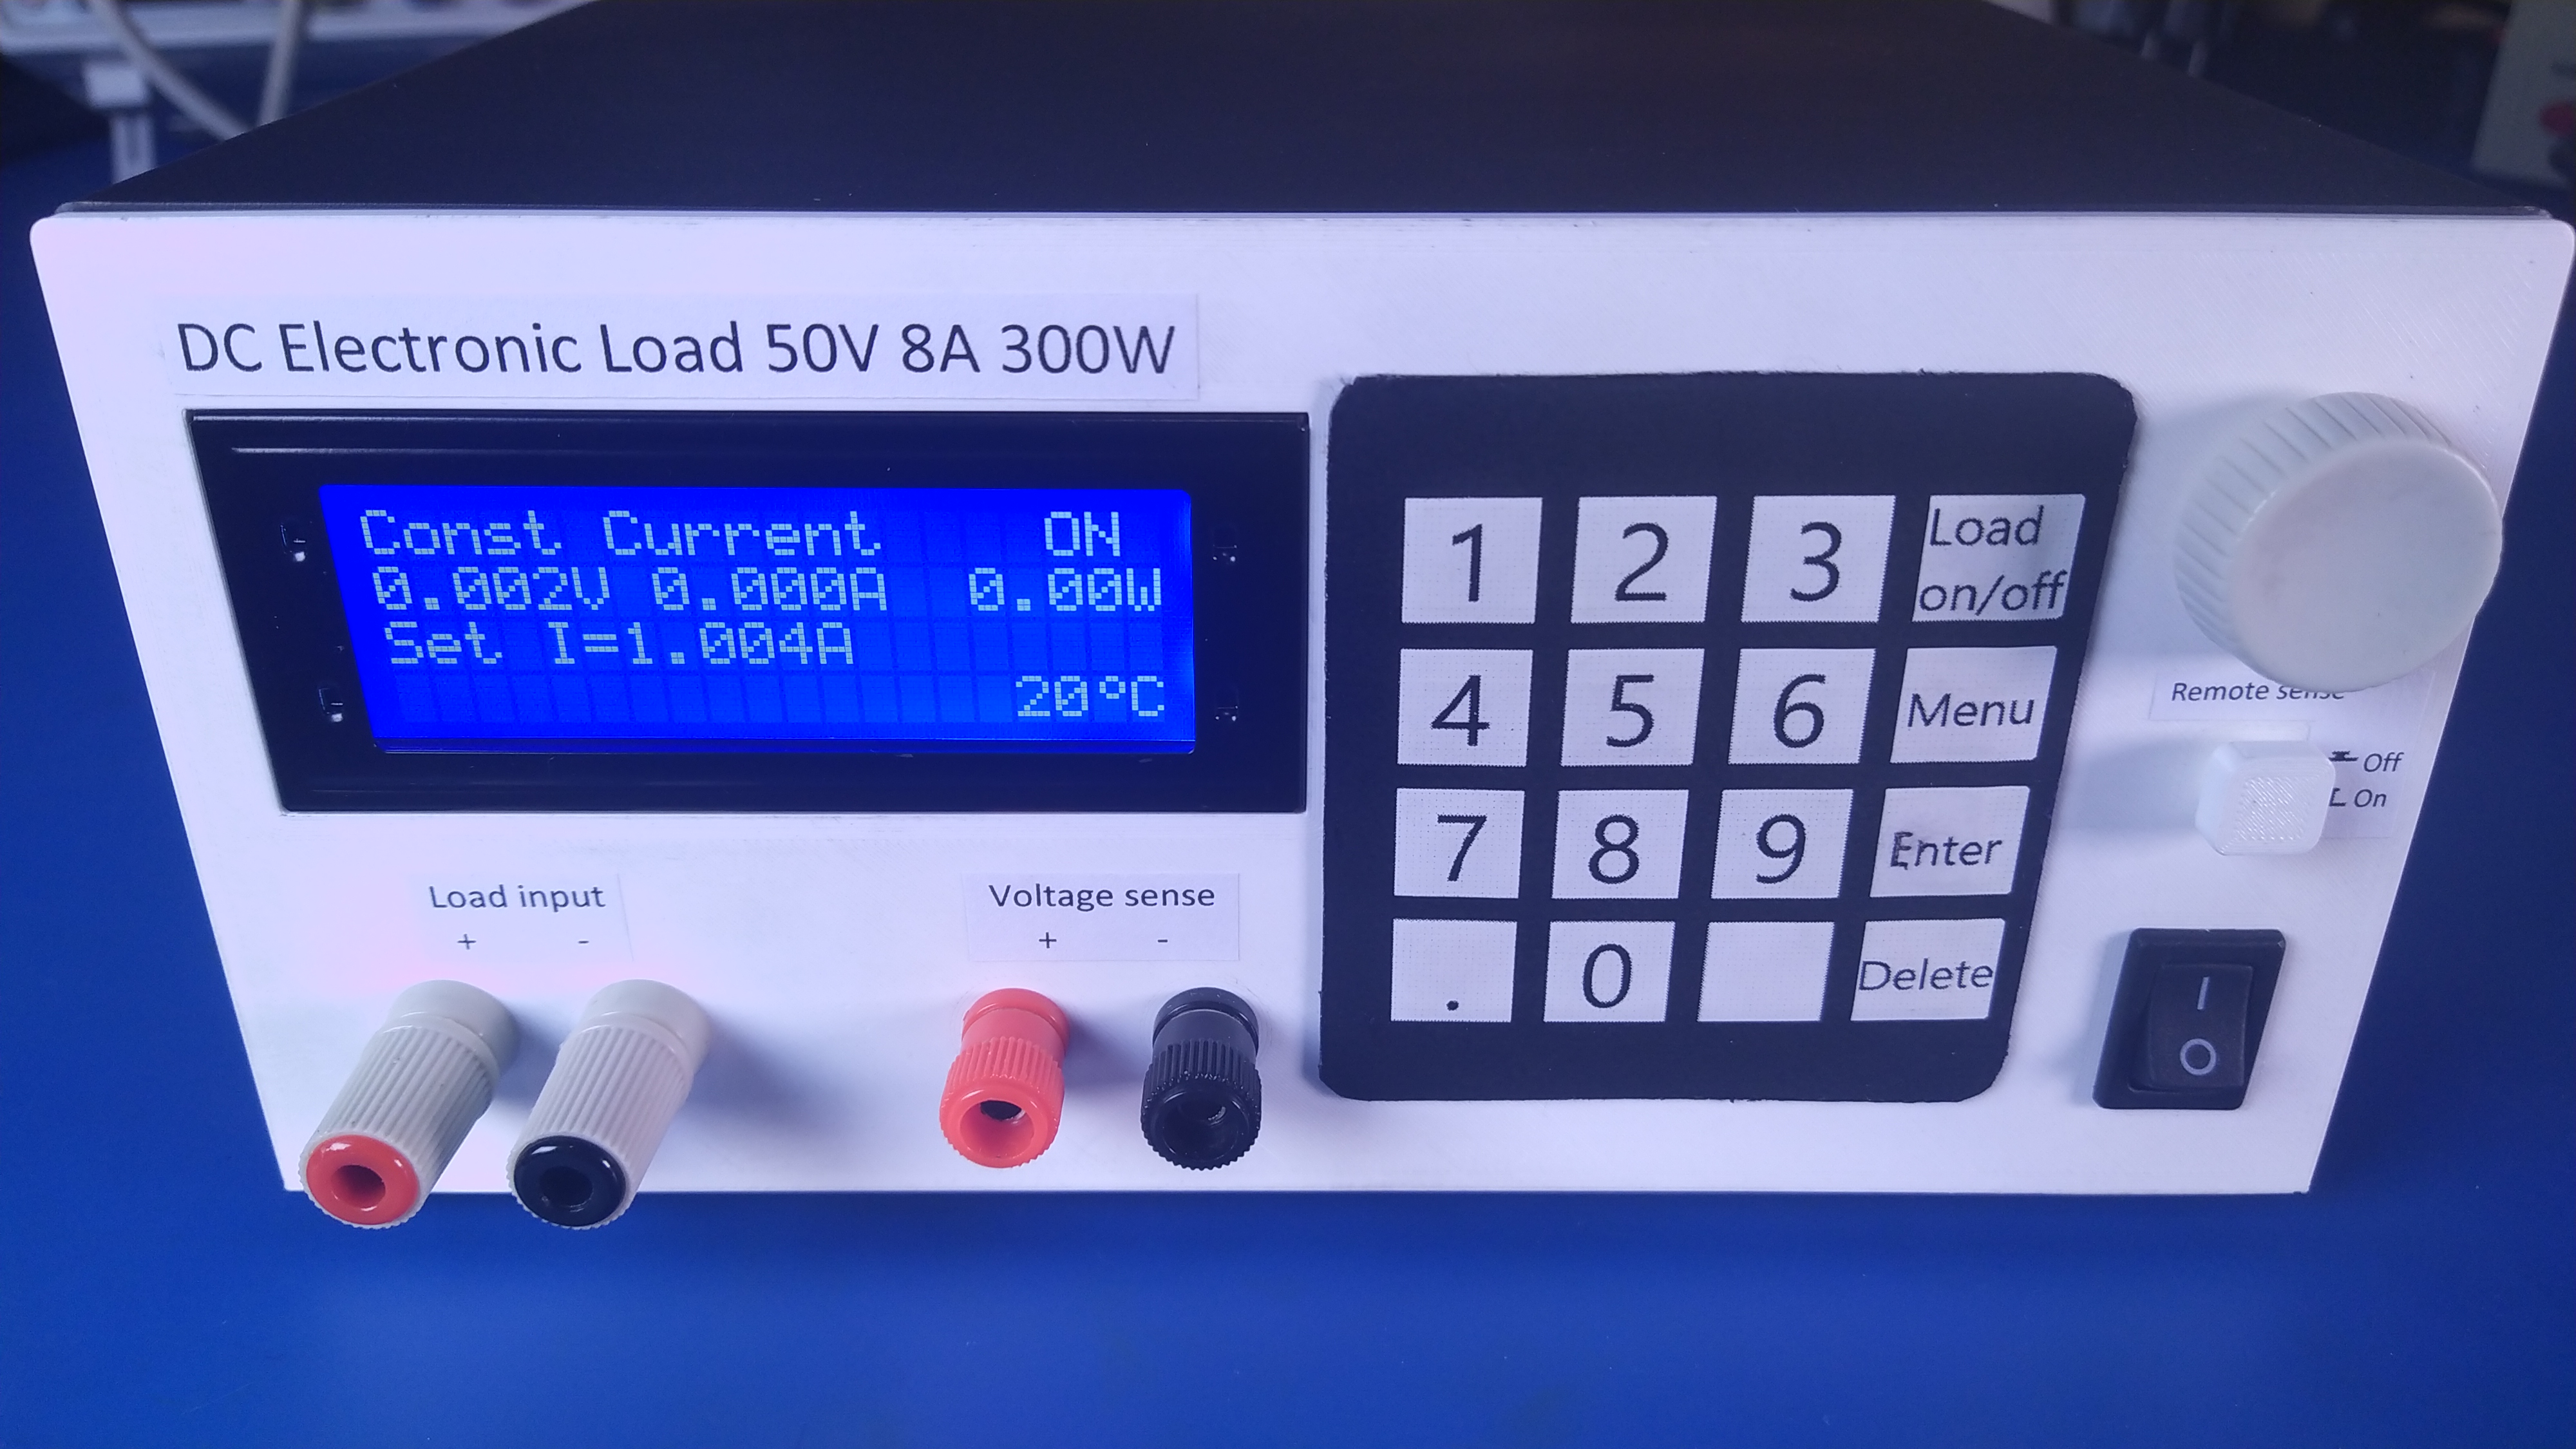 DC Electronic Load 50V 8A 300W
Const Current ON
0.002V 0.000A 0.00W
Set I=1.004A
20°C
1 2 3 Load on/off
4 5 6 Menu
7 8 9 Enter
. 0 Delete
Remote sense
Off
On
Load input
+ -
Voltage sense
+ -
I
O